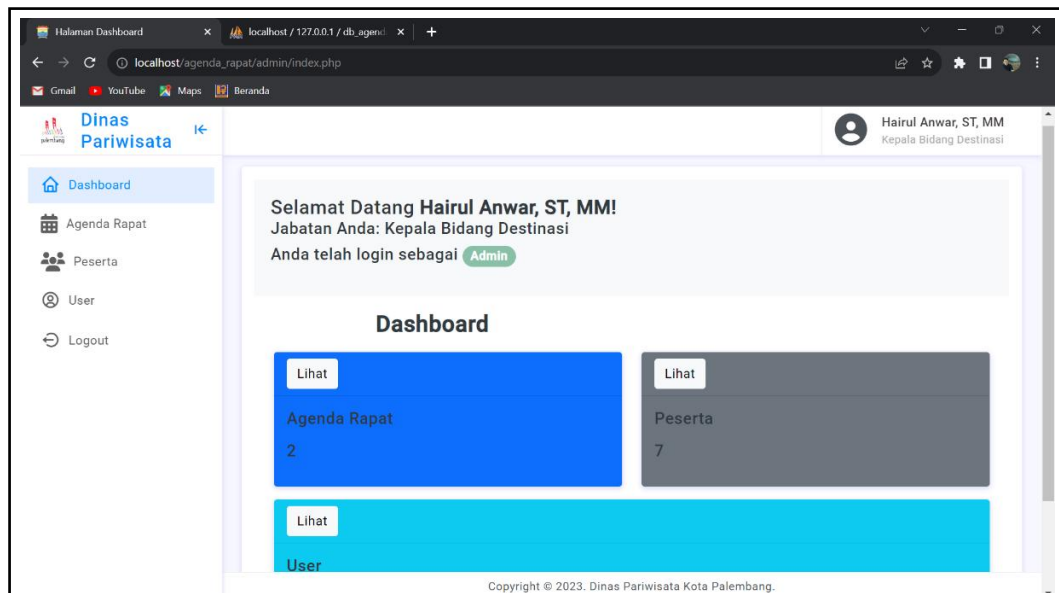 Halaman Dashboard
localhost / 127.0.0.1 / db_agend
localhost/agenda_rapat/admin/index.php
Gmail YouTube Maps Beranda
palembang
Dinas
Pariwisata
Hairul Anwar, ST, MM
Kepala Bidang Destinasi
Dashboard
Agenda Rapat
Peserta
User
Logout
Selamat Datang Hairul Anwar, ST, MM!
Jabatan Anda: Kepala Bidang Destinasi
Anda telah login sebagai Admin
Dashboard
Lihat
Agenda Rapat
2
Lihat
Peserta
7
Lihat
User
Copyright © 2023. Dinas Pariwisata Kota Palembang.